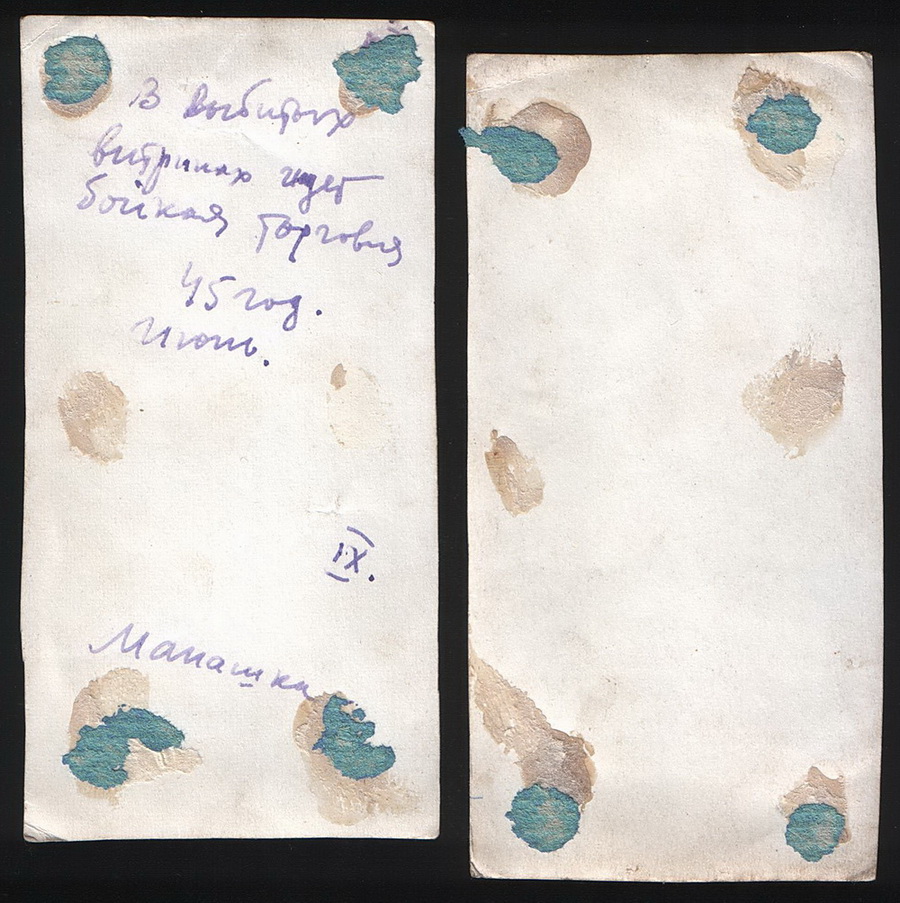 В выбитых
витринах идет
бойкая торговля
45 год.
Июнь.
IX.
Манашка